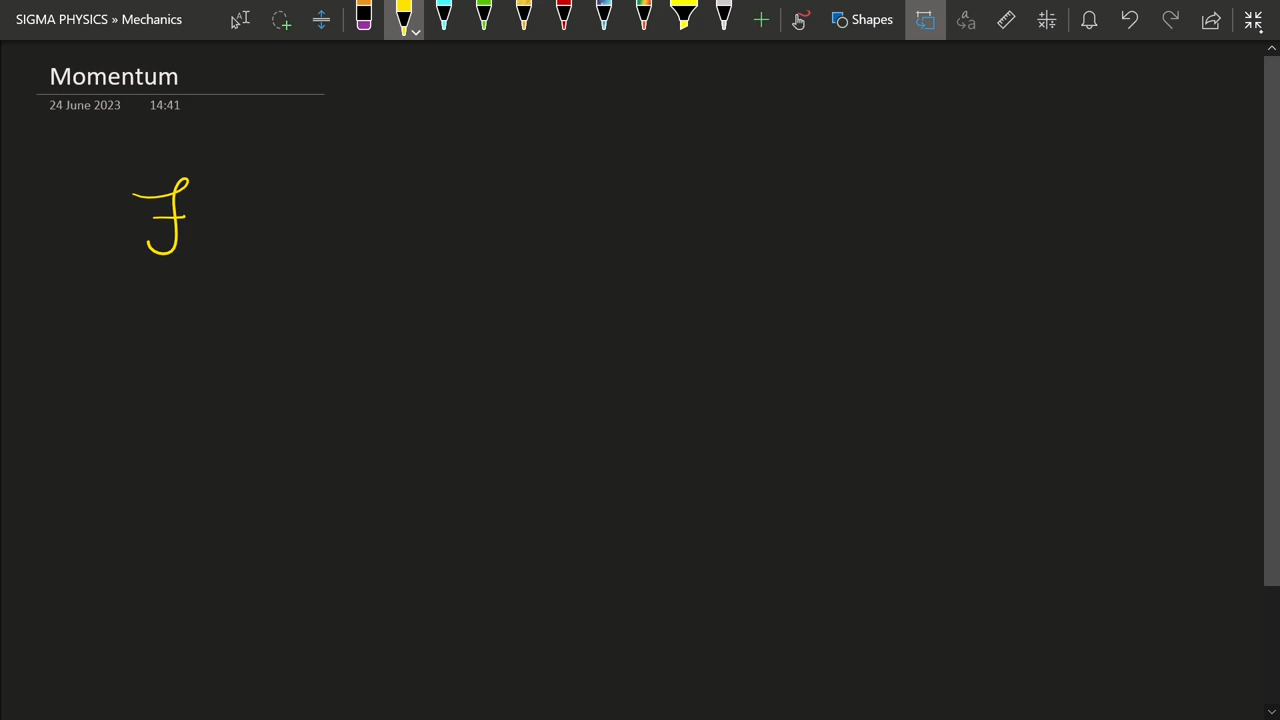 SIGMA PHYSICS » Mechanics
Shapes
Momentum
24 June 2023 14:41
F